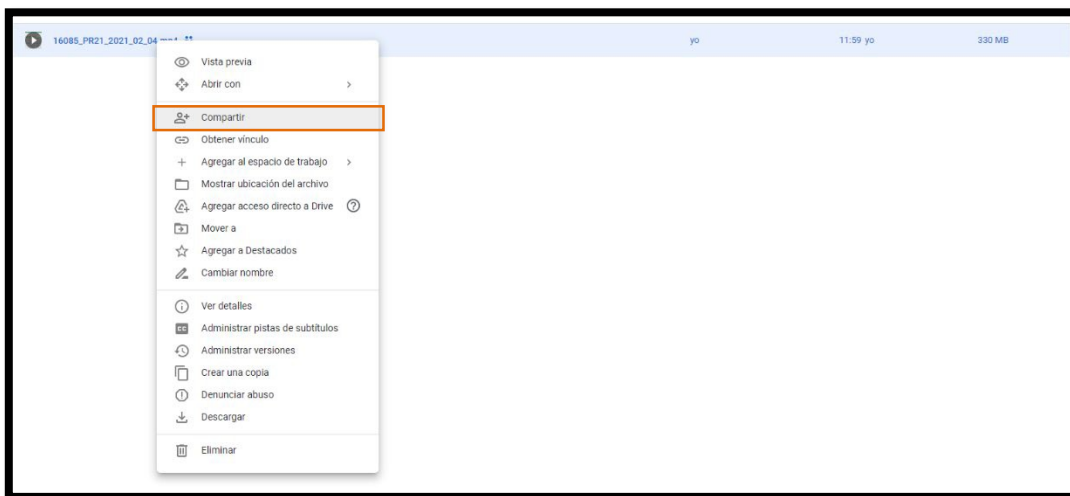 16085_PR21_2021_02_04.mp4 yo 11:59 yo 330 MB
Vista previa
Abrir con
Compartir
Obtener vínculo
Agregar al espacio de trabajo
Mostrar ubicación del archivo
Agregar acceso directo a Drive
Mover a
Agregar a Destacados
Cambiar nombre
Ver detalles
CC Administrar pistas de subtítulos
Administrar versiones
Crear una copia
Denunciar abuso
Descargar
Eliminar